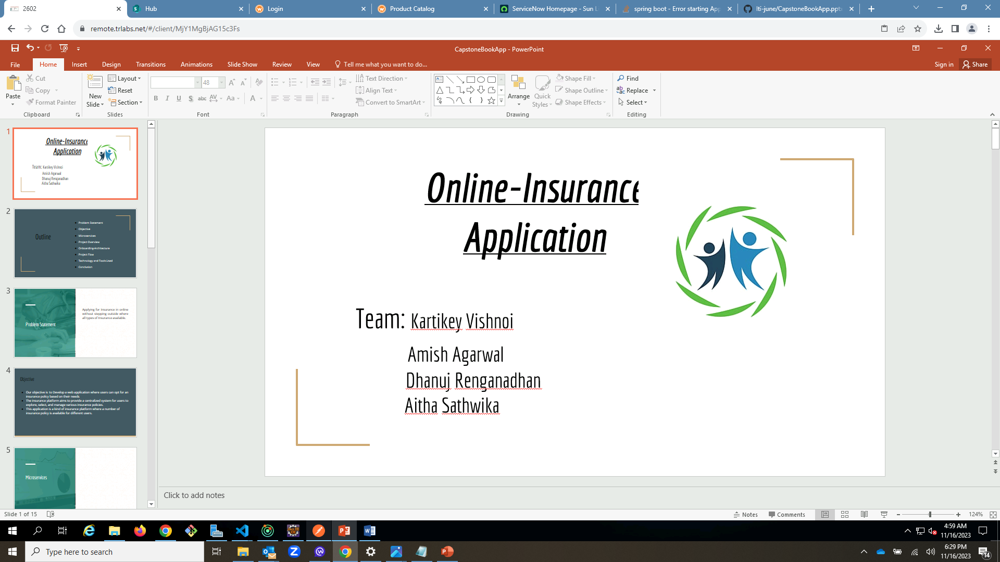 2602
Hub
Login
Product Catalog
ServiceNow Homepage - Sun L
spring boot - Error starting App
lti-june/CapstoneBookApp.ppt
remote.trlabs.net/#/client/MjY1MgBjAG15c3Fs
CapstoneBookApp - PowerPoint
File
Home
Insert
Design
Transitions
Animations
Slide Show
Review
View
Tell me what you want to do...
Sign in
Share
Paste
Cut
Copy
Format Painter
Clipboard
New Slide
Layout
Reset
Section
Slides
48
B I U S abc AV Aa A
Font
Text Direction
Align Text
Convert to SmartArt
Paragraph
Arrange
Quick Styles
Shape Fill
Shape Outline
Shape Effects
Drawing
Find
Replace
Select
Editing
1
Online-Insurance
Application
Team: Kartikey Vishnoi
Amish Agarwal
Dhanuj Renganadhan
Aitha Sathwika
2
Outline
Problem Statement
Objective
Microservices
Project Overview
Onboarding-Architecture
Project Flow
Technology and Tools Used
Conclusion
3
Problem Statement
Applying for Insurance in online
without stepping outside where
all types of Insurance available.
4
Objective
Our objective is to Develop a web application where users can opt for an
insurance policy based on their needs
The insurance platform aims to provide a centralized system for users to
explore, select, and manage various insurance policies.
This application is a kind of insurance platform where a number of
insurance policy is available for different users.
5
Microservices
Online-Insurance
Application
Team: Kartikey Vishnoi
Amish Agarwal
Dhanuj Renganadhan
Aitha Sathwika
Click to add notes
Slide 1 of 15
Notes
Comments
124%
4:59 AM
11/16/2023
Type here to search
6:29 PM
11/16/2023
14